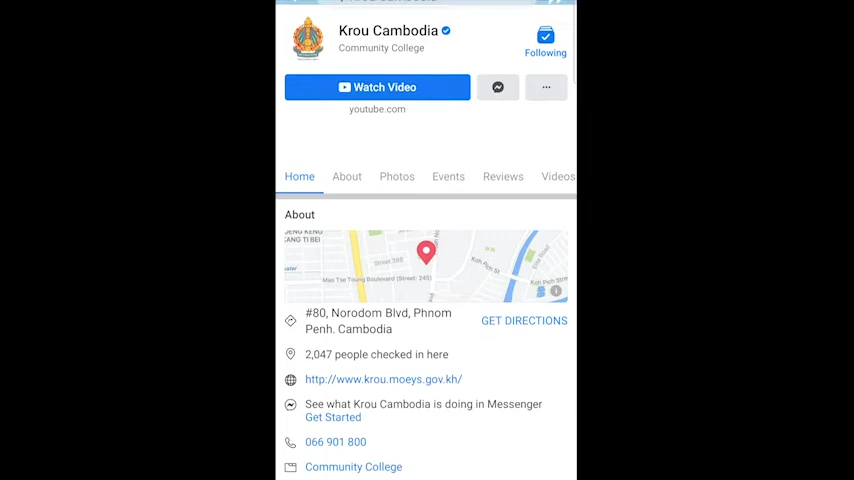 Krou Cambodia
Community College
Following
Watch Video
youtube.com
Home
About
Photos
Events
Reviews
Videos
About
Street 398
Mao Tse Toung Boulevard (Street: 245)
Koh Pich St
Koh Pich Stre
#80, Norodom Blvd, Phnom
Penh. Cambodia
GET DIRECTIONS
2,047 people checked in here
http://www.krou.moeys.gov.kh/
See what Krou Cambodia is doing in Messenger
Get Started
066 901 800
Community College